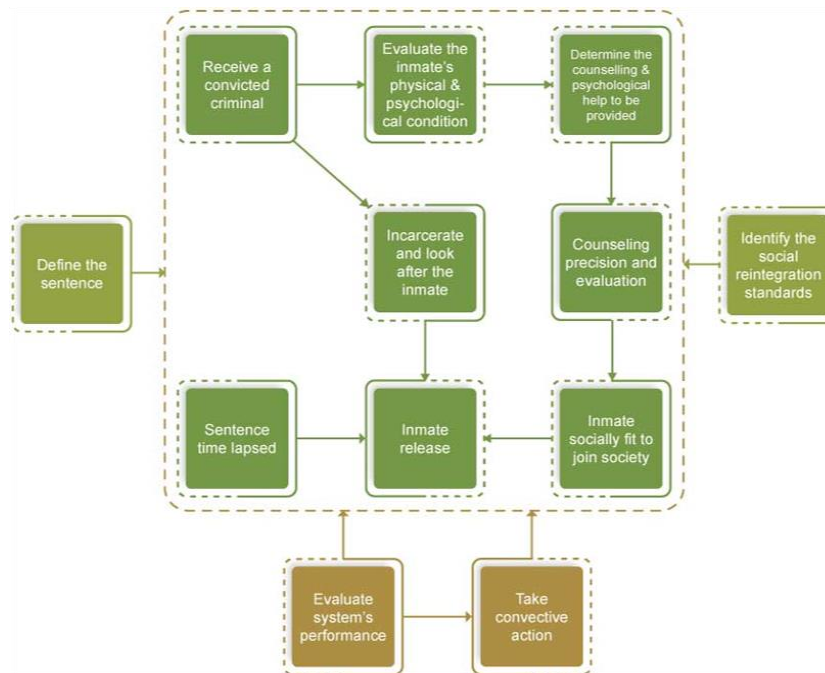 Receive a
convicted
criminal
Evaluate the
inmate's
physical &
psychologi-
cal condition
Determine the
counselling &
psychological
help to be
provided
Define the
sentence
Incarcerate
and look
after the
inmate
Counseling
precision and
evaluation
Identify the
social
reintegration
standards
Sentence
time lapsed
Inmate
release
Inmate
socially fit to
join society
Evaluate
system's
performance
Take
convective
action